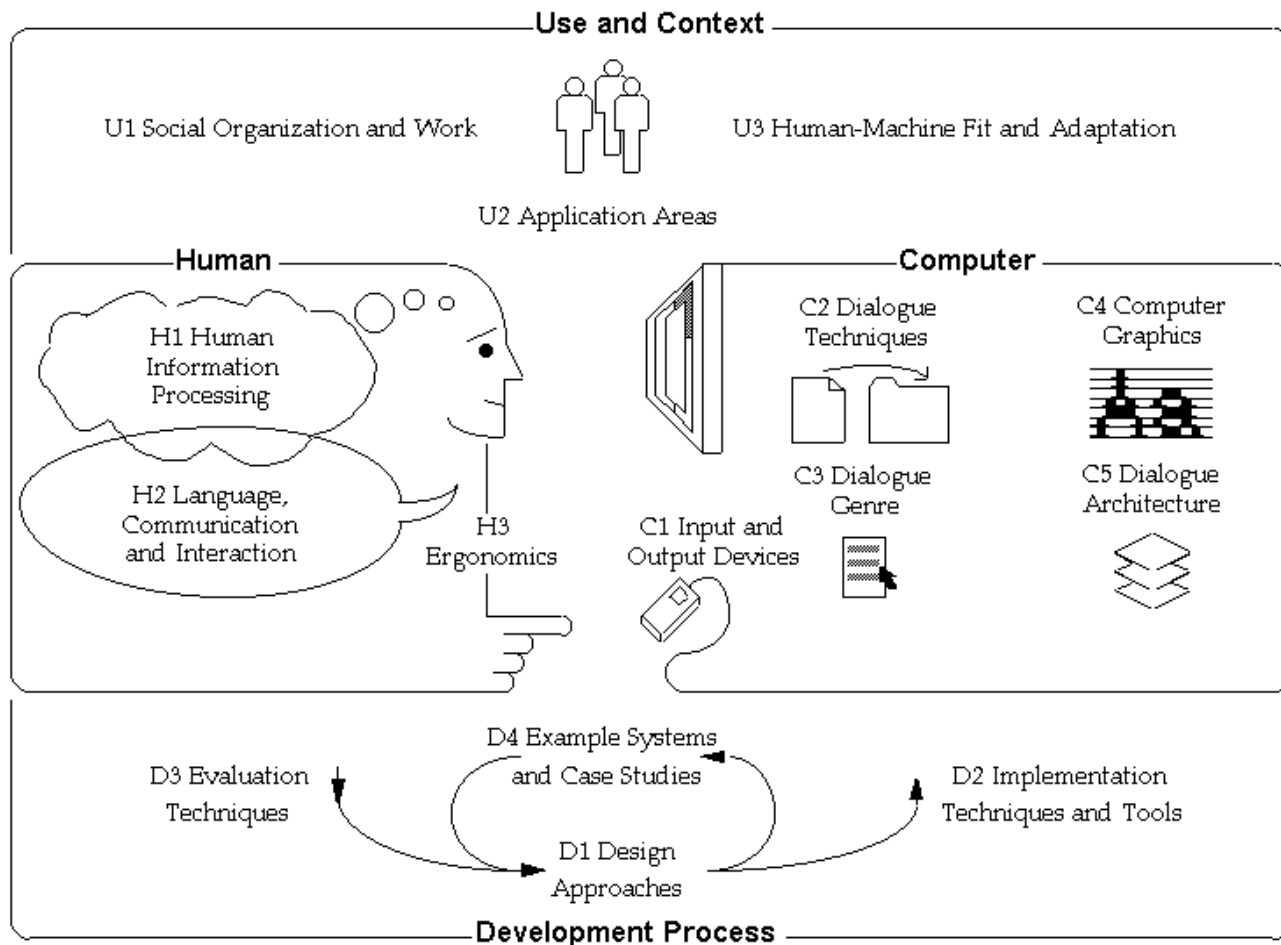 Use and Context
U1 Social Organization and Work
U3 Human-Machine Fit and Adaptation
U2 Application Areas
Human
H1 Human
Information
Processing
H2 Language,
Communication
and Interaction
H3
Ergonomics
Computer
C1 Input and
Output Devices
C2 Dialogue
Techniques
C3 Dialogue
Genre
C4 Computer
Graphics
C5 Dialogue
Architecture
D3 Evaluation
Techniques
D4 Example Systems
and Case Studies
D1 Design
Approaches
D2 Implementation
Techniques and Tools
Development Process